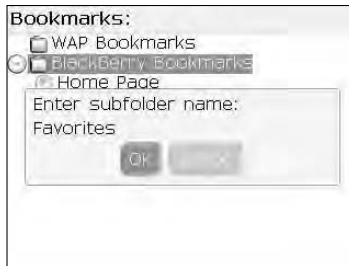 Bookmarks:
WAP Bookmarks
BlackBerry Bookmarks
Home Page
Enter subfolder name:
Favorites
OK